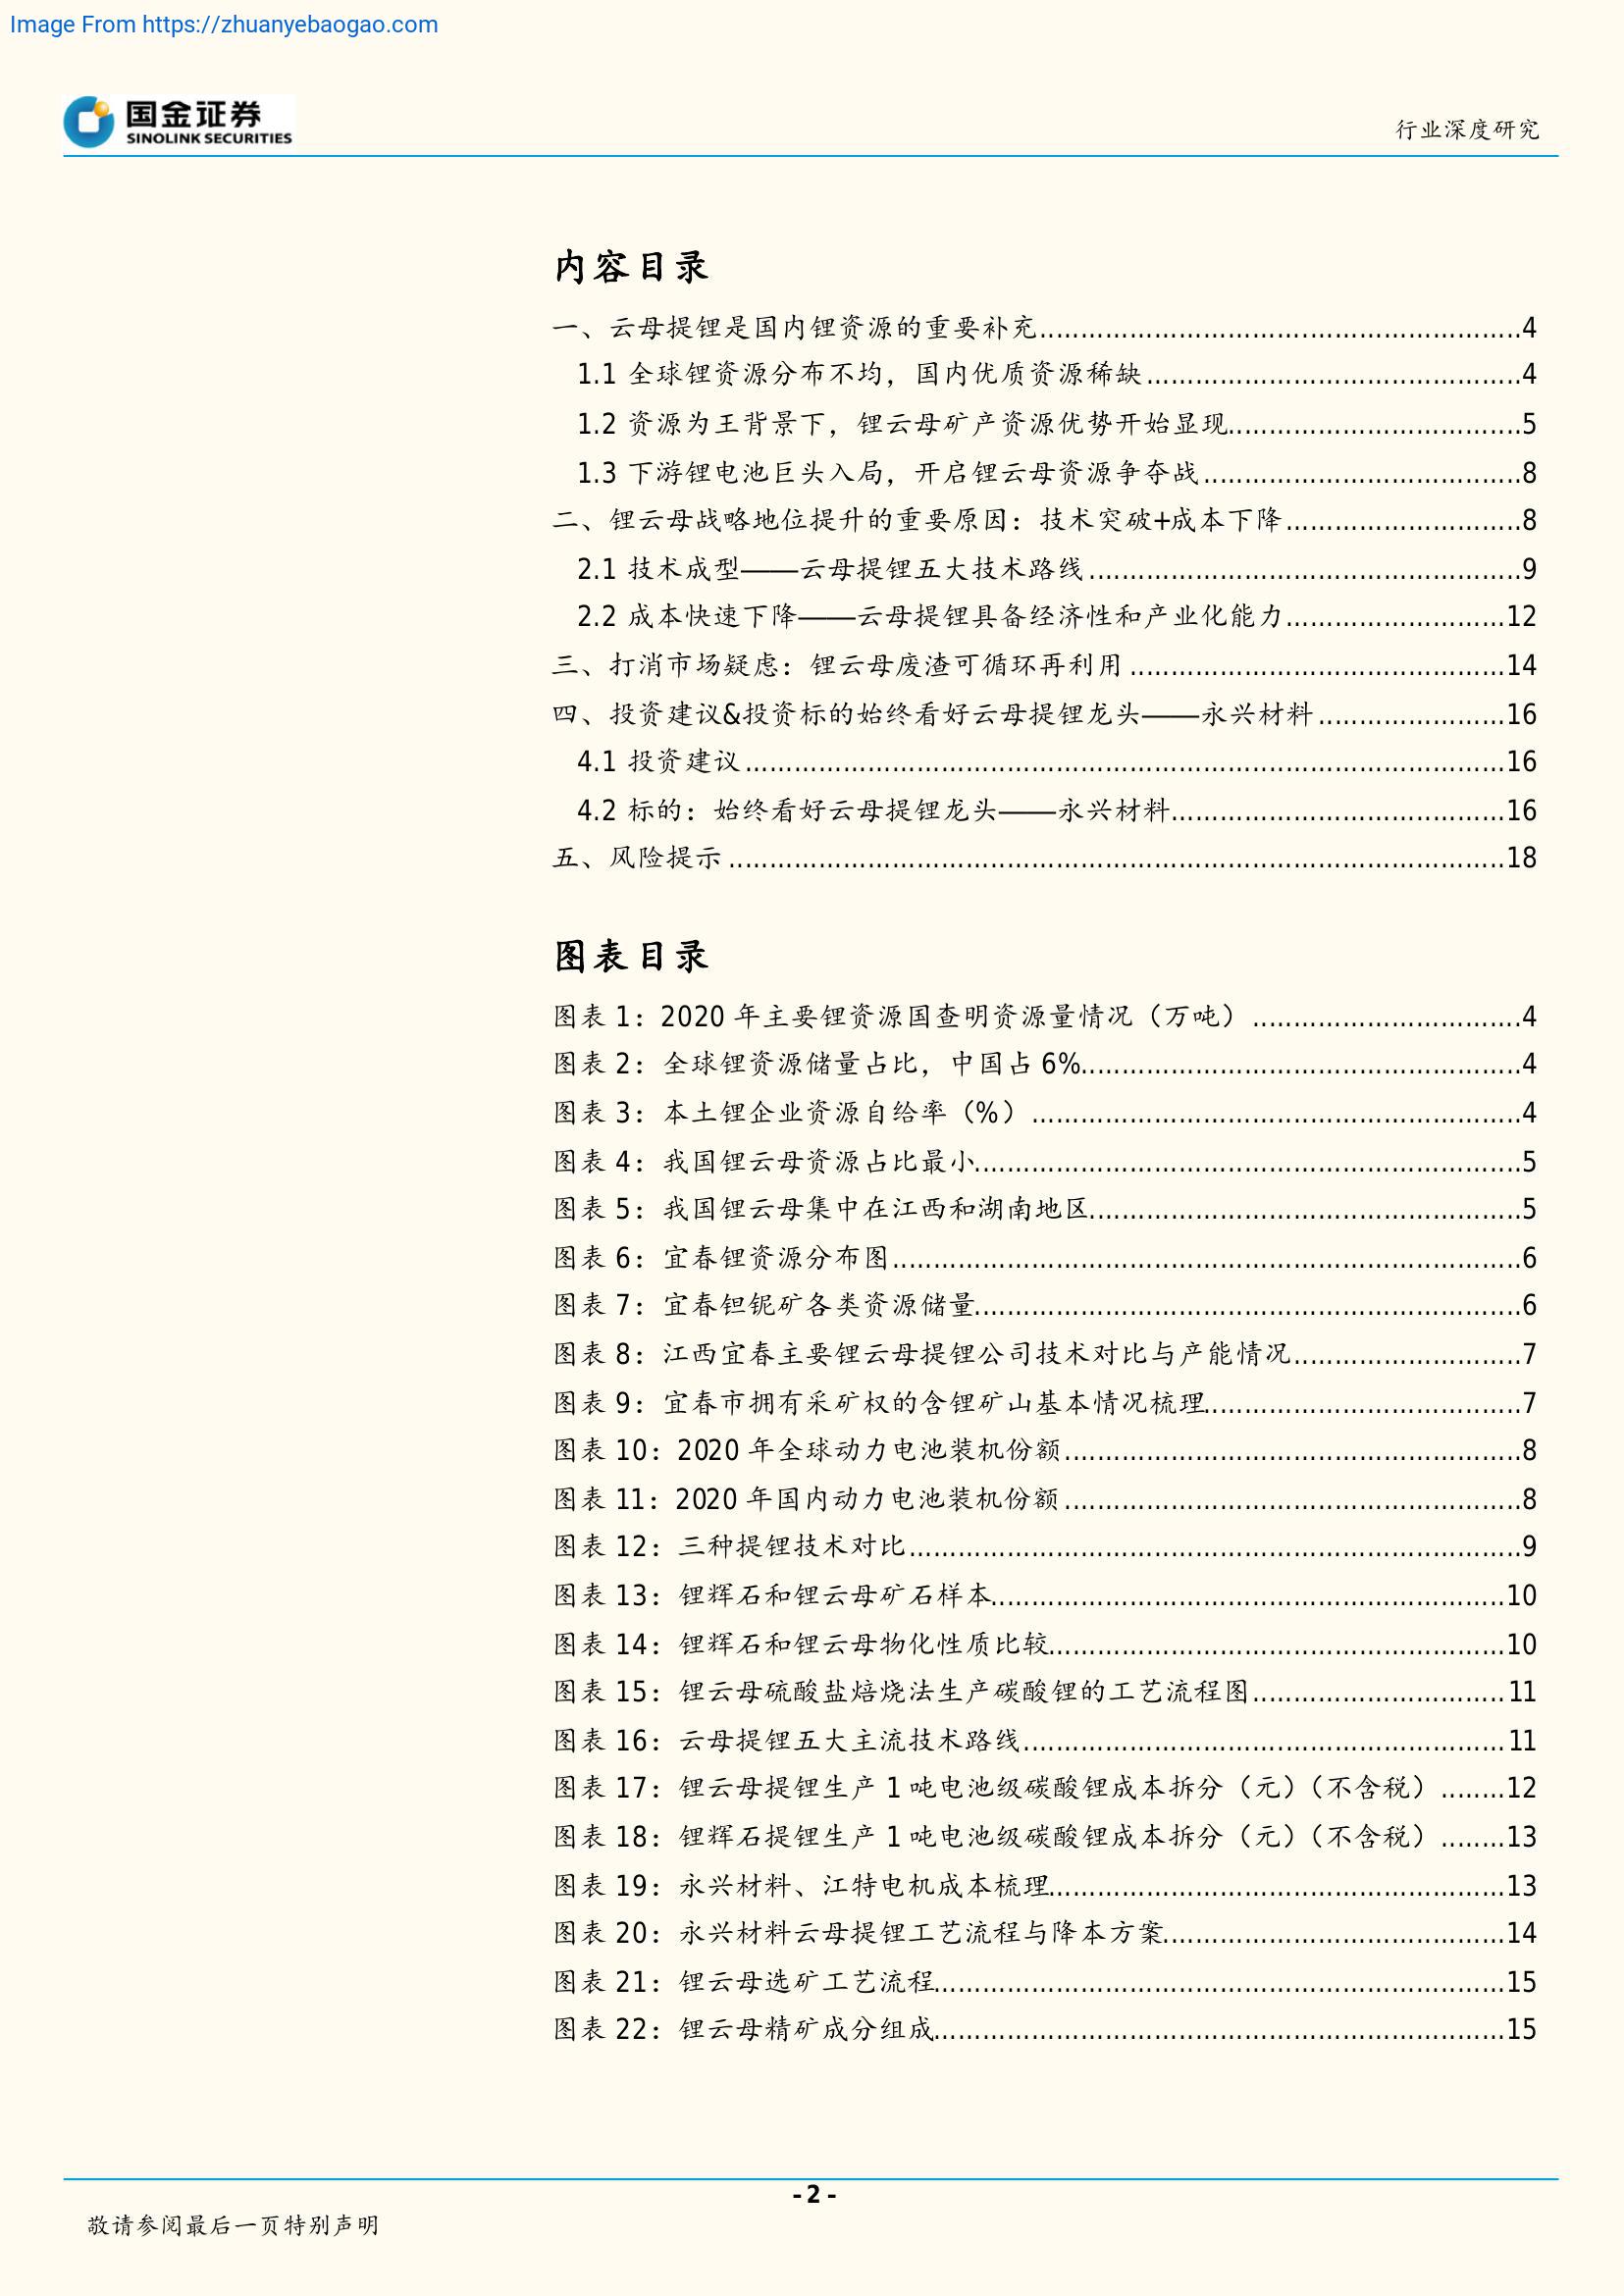 Image From https://zhuanyebaogao.com
国金证券
SINOLINK SECURITIES
行业深度研究
内容目录
一、云母提锂是国内锂资源的重要补充....................4
1.1 全球锂资源分布不均，国内优质资源稀缺....................4
1.2 资源为王背景下，锂云母矿产资源优势开始显现....................5
1.3 下游锂电池巨头入局，开启锂云母资源争夺战....................8
二、锂云母战略地位提升的重要原因：技术突破+成本下降....................8
2.1 技术成型——云母提锂五大技术路线....................9
2.2 成本快速下降——云母提锂具备经济性和产业化能力....................12
三、打消市场疑虑：锂云母废渣可循环再利用....................14
四、投资建议&投资标的始终看好云母提锂龙头——永兴材料....................16
4.1 投资建议....................16
4.2 标的：始终看好云母提锂龙头——永兴材料....................16
五、风险提示....................18
图表目录
图表 1：2020 年主要锂资源国查明资源量情况（万吨）....................4
图表 2：全球锂资源储量占比，中国占 6%....................4
图表 3：本土锂企业资源自给率（%）....................4
图表 4：我国锂云母资源占比最小....................5
图表 5：我国锂云母集中在江西和湖南地区....................5
图表 6：宜春锂资源分布图....................6
图表 7：宜春钽铌矿各类资源储量....................6
图表 8：江西宜春主要锂云母提锂公司技术对比与产能情况....................7
图表 9：宜春市拥有采矿权的含锂矿山基本情况梳理....................7
图表 10：2020 年全球动力电池装机份额....................8
图表 11：2020 年国内动力电池装机份额....................8
图表 12：三种提锂技术对比....................9
图表 13：锂辉石和锂云母矿石样本....................10
图表 14：锂辉石和锂云母物化性质比较....................10
图表 15：锂云母硫酸盐焙烧法生产碳酸锂的工艺流程图....................11
图表 16：云母提锂五大主流技术路线....................11
图表 17：锂云母提锂生产 1 吨电池级碳酸锂成本拆分（元）（不含税）........12
图表 18：锂辉石提锂生产 1 吨电池级碳酸锂成本拆分（元）（不含税）........13
图表 19：永兴材料、江特电机成本梳理....................13
图表 20：永兴材料云母提锂工艺流程与降本方案....................14
图表 21：锂云母选矿工艺流程....................15
图表 22：锂云母精矿成分组成....................15
- 2 -
敬请参阅最后一页特别声明